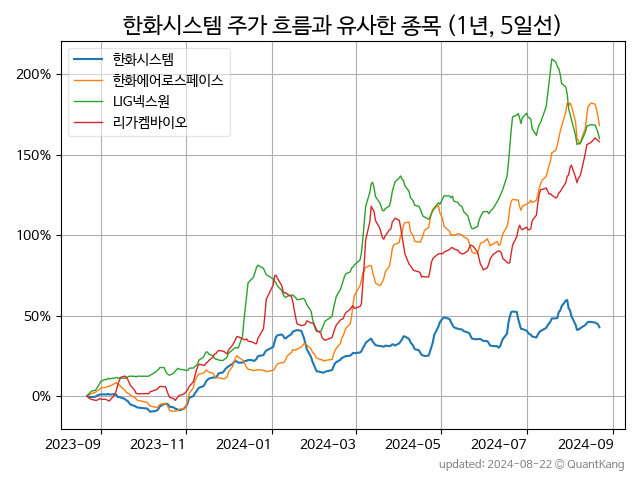 한화시스템 주가 흐름과 유사한 종목 (1년, 5일선)
한화시스템
한화에어로스페이스
LIG넥스원
리가켐바이오
200%
150%
100%
50%
0%
2023-09 2023-11 2024-01 2024-03 2024-05 2024-07 2024-09
updated: 2024-08-22 © QuantKang